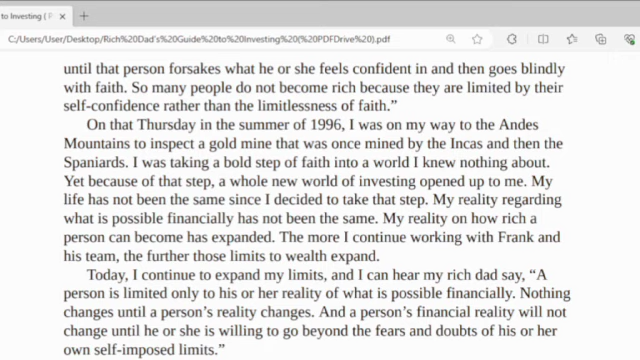 to Investing ( P
C:/Users/User/Desktop/Rich%20Dad's%20Guide%20to%20Investing%20(%20PDFDrive%20).pdf
until that person forsakes what he or she feels confident in and then goes blindly
with faith. So many people do not become rich because they are limited by their
self-confidence rather than the limitlessness of faith.”
On that Thursday in the summer of 1996, I was on my way to the Andes
Mountains to inspect a gold mine that was once mined by the Incas and then the
Spaniards. I was taking a bold step of faith into a world I knew nothing about.
Yet because of that step, a whole new world of investing opened up to me. My
life has not been the same since I decided to take that step. My reality regarding
what is possible financially has not been the same. My reality on how rich a
person can become has expanded. The more I continue working with Frank and
his team, the further those limits to wealth expand.
Today, I continue to expand my limits, and I can hear my rich dad say, “A
person is limited only to his or her reality of what is possible financially. Nothing
changes until a person’s reality changes. And a person’s financial reality will not
change until he or she is willing to go beyond the fears and doubts of his or her
own self-imposed limits.”